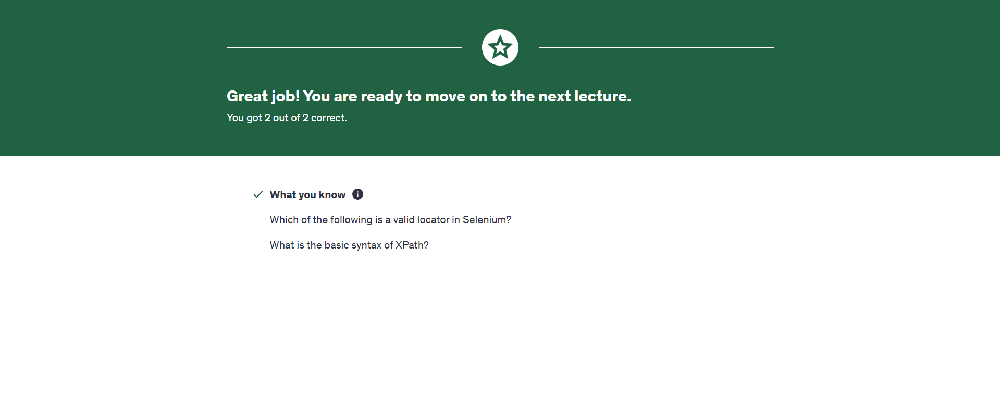 Great job! You are ready to move on to the next lecture.
You got 2 out of 2 correct.
What you know
Which of the following is a valid locator in Selenium?
What is the basic syntax of XPath?